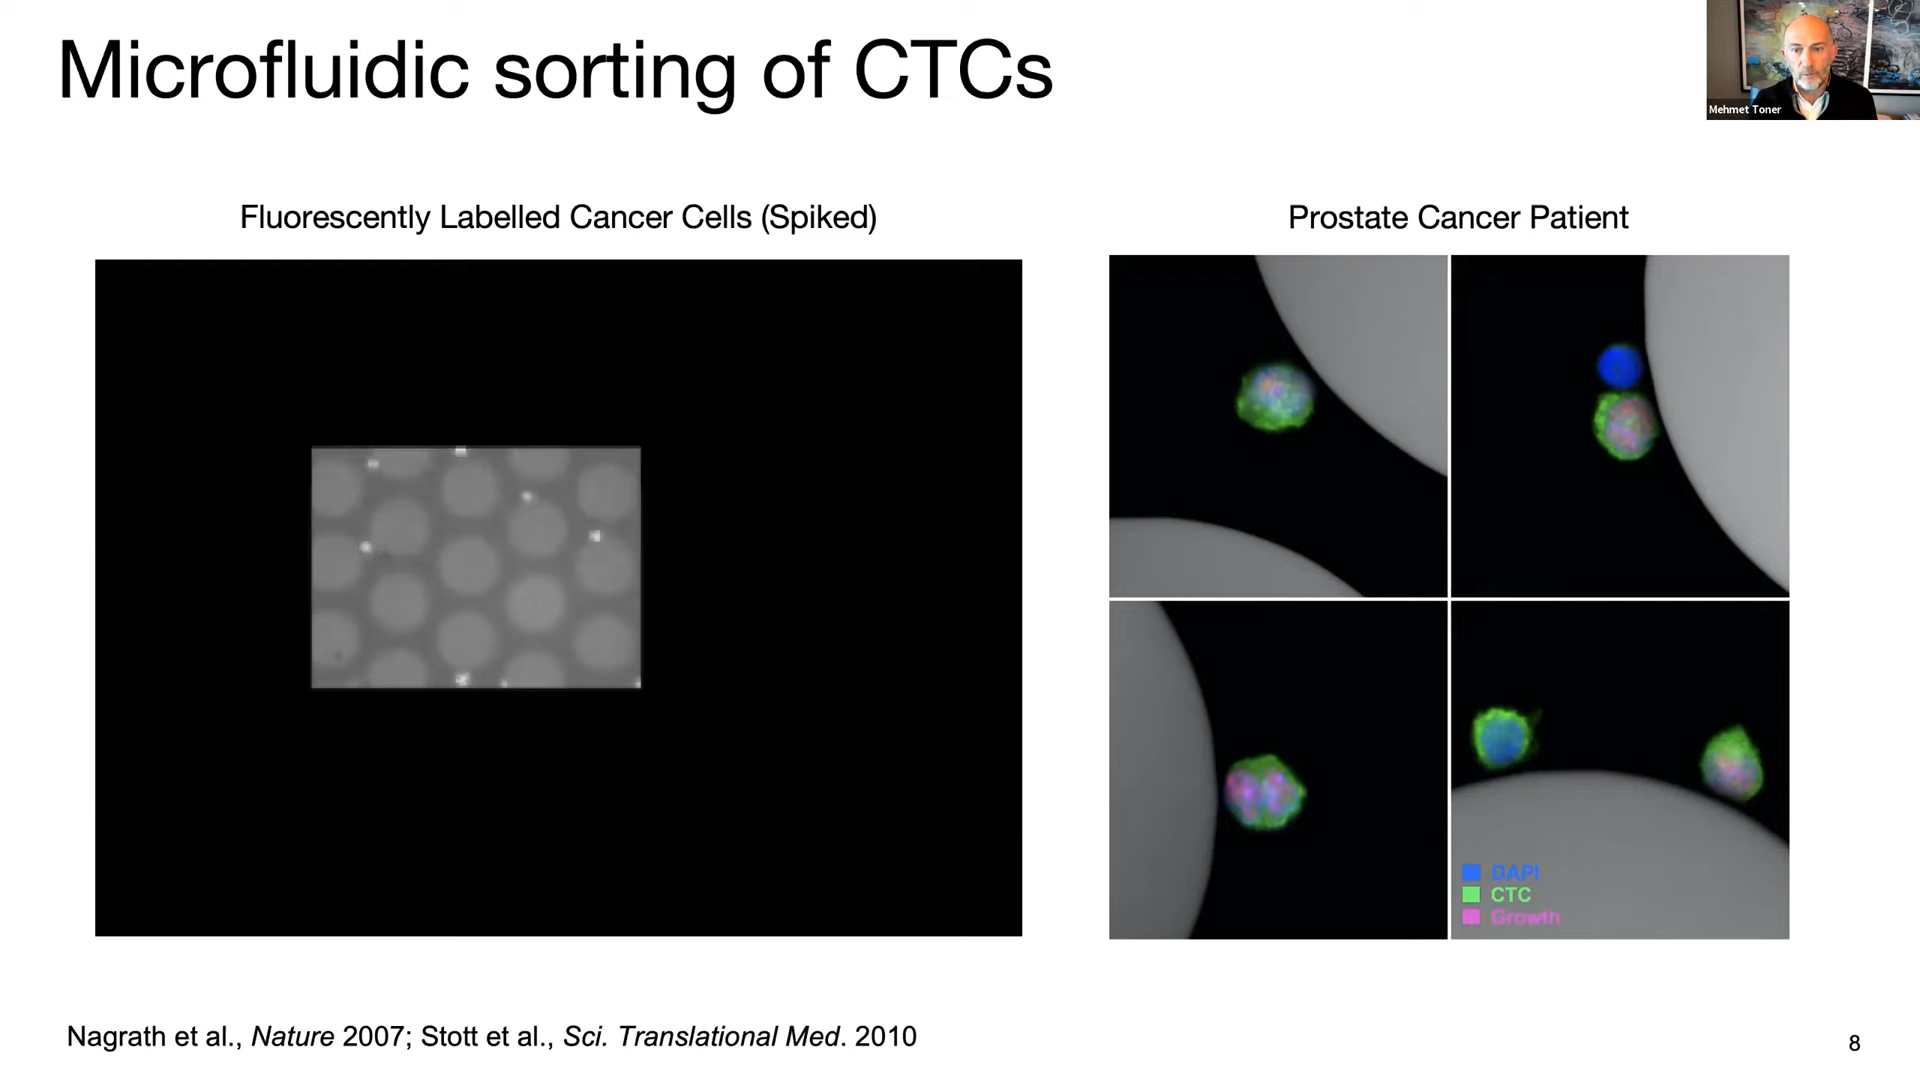 Microfluidic sorting of CTCs
Mehmet Toner
Fluorescently Labelled Cancer Cells (Spiked)
Prostate Cancer Patient
DAPI
CTC
Growth
Nagrath et al., Nature 2007; Stott et al., Sci. Translational Med. 2010
8